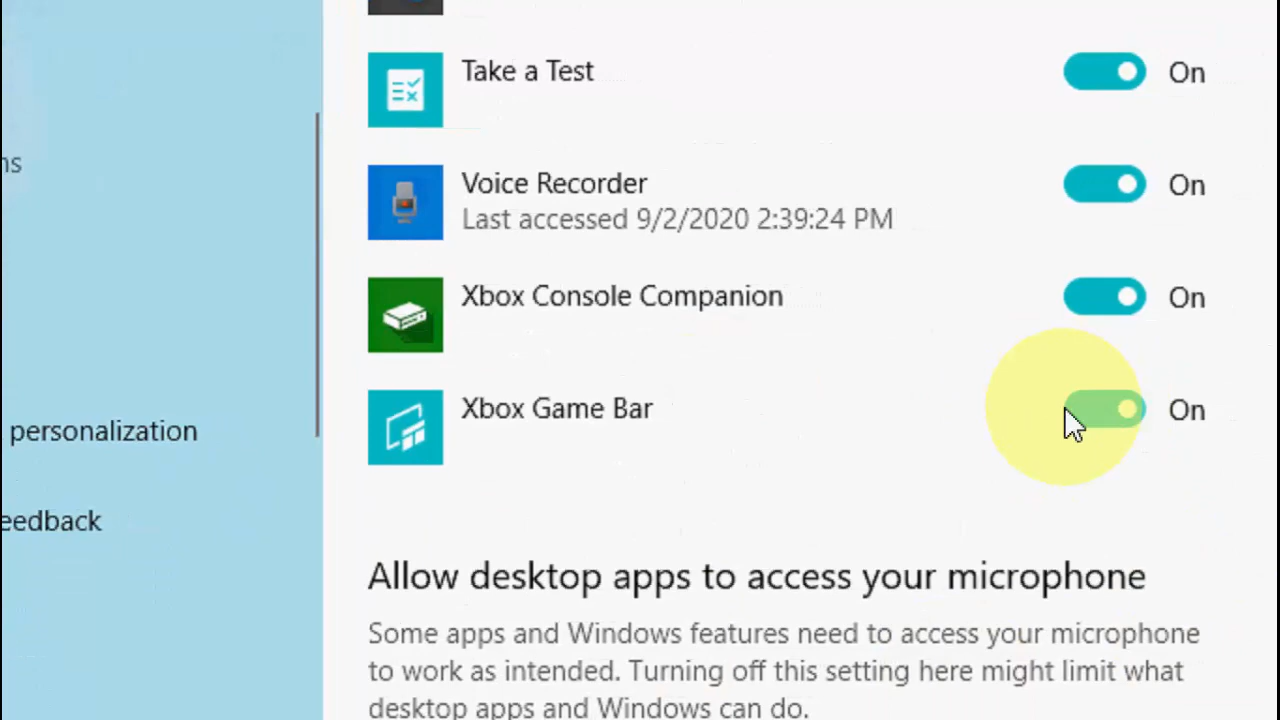 Take a Test
On
Voice Recorder
On
Last accessed 9/2/2020 2:39:24 PM
Xbox Console Companion
On
Xbox Game Bar
On
ns
personalization
eedback
Allow desktop apps to access your microphone
Some apps and Windows features need to access your microphone
to work as intended. Turning off this setting here might limit what
desktop apps and Windows can do.